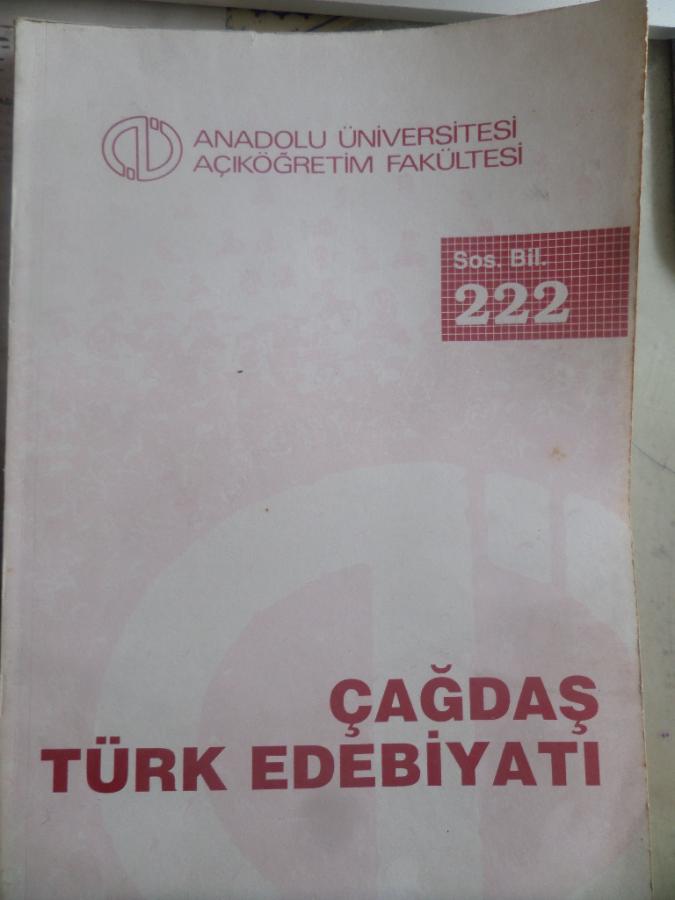 ANADOLU ÜNİVERSİTESİ
AÇIKÖĞRETİM FAKÜLTESİ
Sos. Bil.
222
ÇAĞDAŞ
TÜRK EDEBİYATI